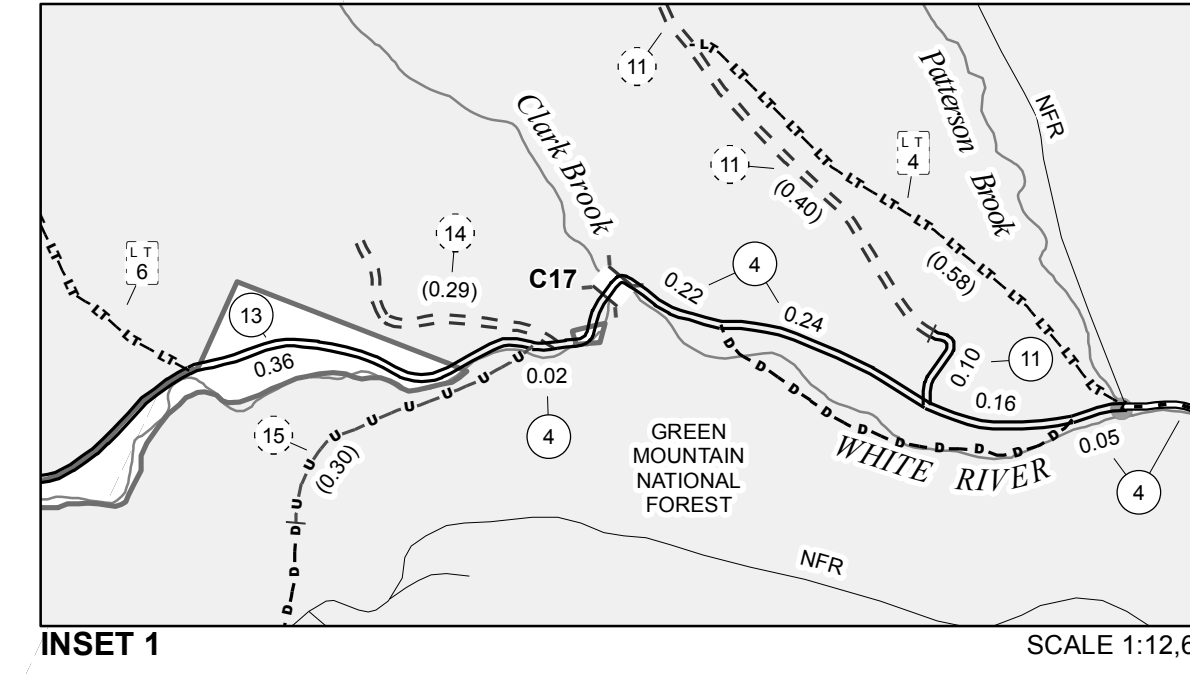 11
LT
Clark Brook
Patterson Brook
NFR
LT
4
11
(0.40)
14
(0.29)
LT
6
C17
0.22
4
0.24
(0.58)
13
0.36
0.02
4
0.10
11
0.16
15
(0.30)
GREEN
MOUNTAIN
NATIONAL
FOREST
WHITE RIVER
0.05
4
U
D
NFR
INSET 1
SCALE 1:12,6